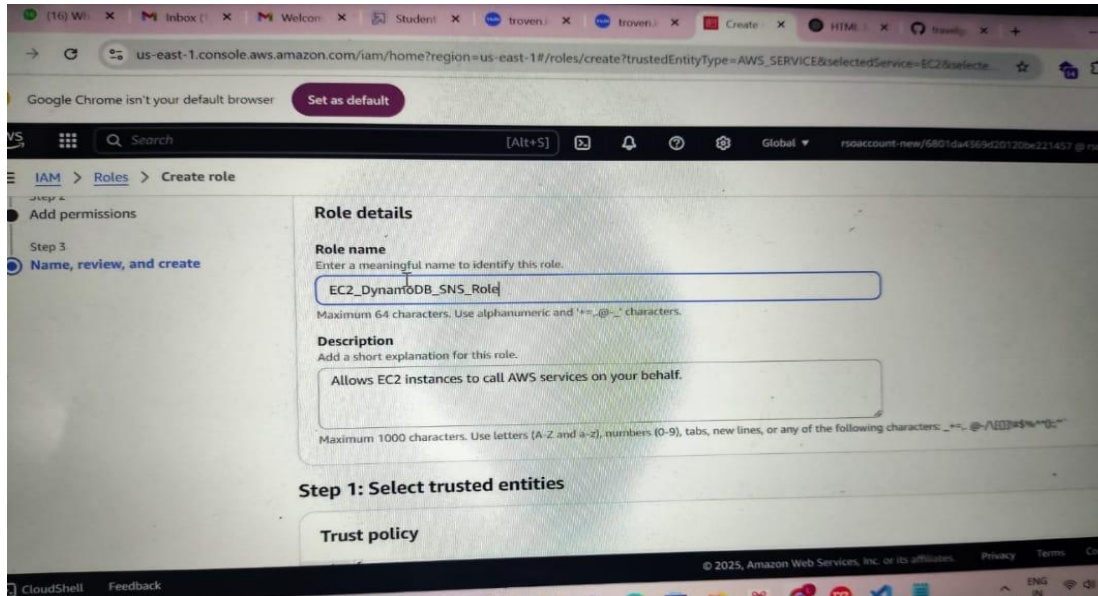 (16) Wh
Inbox (
Welcom
Student
troven.
troven.
Create
HTML
us-east-1.console.aws.amazon.com/iam/home?region=us-east-1#/roles/create?trustedEntityType=AWS_SERVICE&selectedService=EC2&selecte
Google Chrome isn't your default browser
Set as default
Search
[Alt+S]
Global
IAM > Roles > Create role
Step 2
Add permissions
Step 3
Name, review, and create
Role details
Role name
Enter a meaningful name to identify this role.
EC2_DynamoDB_SNS_Role
Maximum 64 characters. Use alphanumeric and '+=,.@-_' characters.
Description
Add a short explanation for this role.
Allows EC2 instances to call AWS services on your behalf.
Maximum 1000 characters. Use letters (A-Z and a-z), numbers (0-9), tabs, new lines, or any of the following characters:
Step 1: Select trusted entities
Trust policy
© 2025, Amazon Web Services, Inc. or its affiliates.
Privacy
Terms
CloudShell
Feedback
ENG
IN